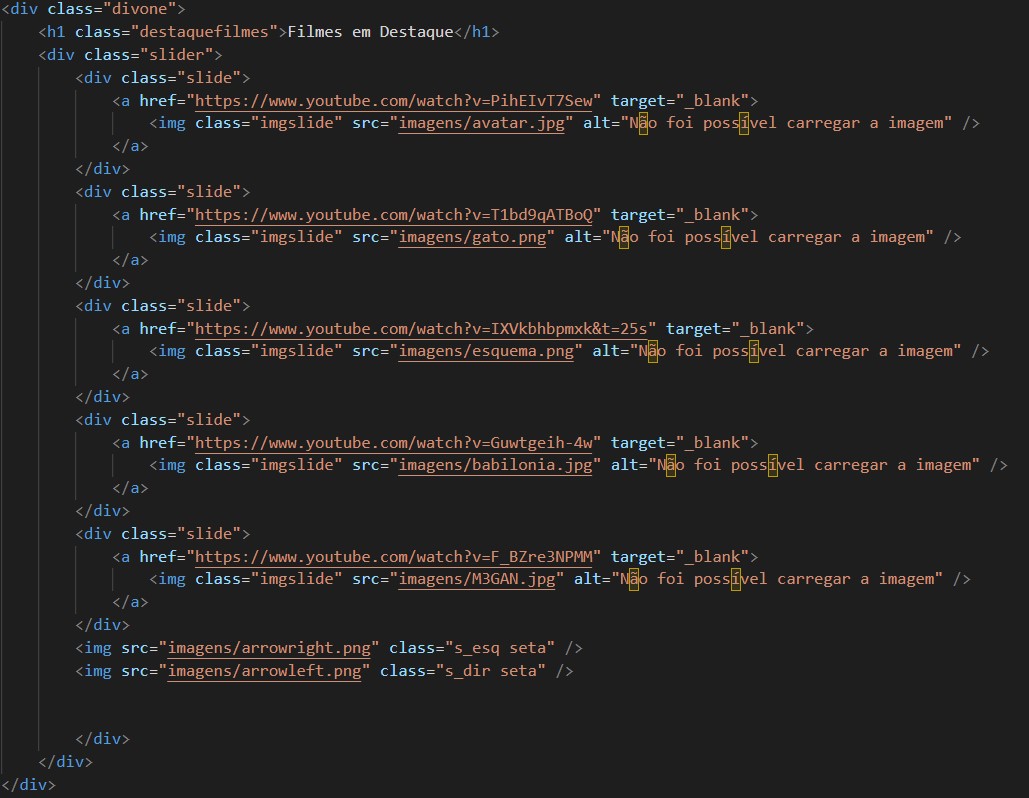 <div class="divone">
<h1 class="destaquefilmes">Filmes em Destaque</h1>
<div class="slider">
<div class="slide">
<a href="https://www.youtube.com/watch?v=PihEIvT7Sew" target="_blank">
<img class="imgslide" src="imagens/avatar.jpg" alt="Não foi possível carregar a imagem" />
</a>
</div>
<div class="slide">
<a href="https://www.youtube.com/watch?v=T1bd9qATBoQ" target="_blank">
<img class="imgslide" src="imagens/gato.png" alt="Não foi possível carregar a imagem" />
</a>
</div>
<div class="slide">
<a href="https://www.youtube.com/watch?v=IXVkbhbpmxk&t=25s" target="_blank">
<img class="imgslide" src="imagens/esquema.png" alt="Não foi possível carregar a imagem" />
</a>
</div>
<div class="slide">
<a href="https://www.youtube.com/watch?v=Guwtgeih-4w" target="_blank">
<img class="imgslide" src="imagens/babilonia.jpg" alt="Não foi possível carregar a imagem" />
</a>
</div>
<div class="slide">
<a href="https://www.youtube.com/watch?v=F_BZre3NPMM" target="_blank">
<img class="imgslide" src="imagens/M3GAN.jpg" alt="Não foi possível carregar a imagem" />
</a>
</div>
<img src="imagens/arrowright.png" class="s_esq seta" />
<img src="imagens/arrowleft.png" class="s_dir seta" />
</div>
</div>
</div>